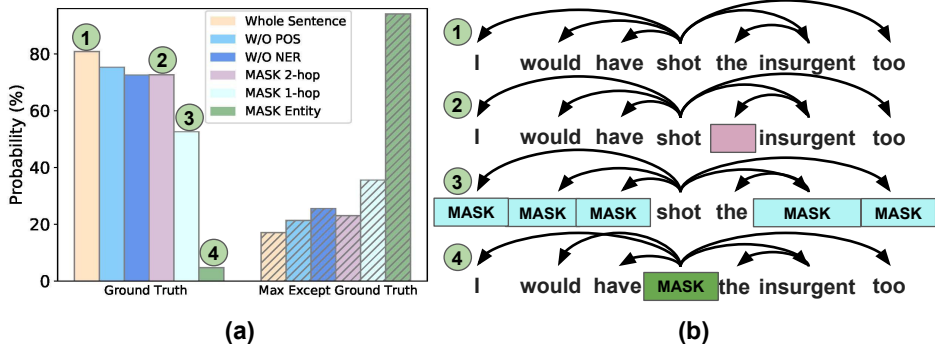 Whole Sentence
W/O POS
W/O NER
MASK 2-hop
MASK 1-hop
MASK Entity
Probability (%)
80
60
40
20
0
1
2
3
4
Ground Truth
Max Except Ground Truth
(a)
1
I would have shot the insurgent too
2
I would have shot insurgent too
3
MASK MASK MASK shot the MASK MASK
4
I would have MASK the insurgent too
(b)